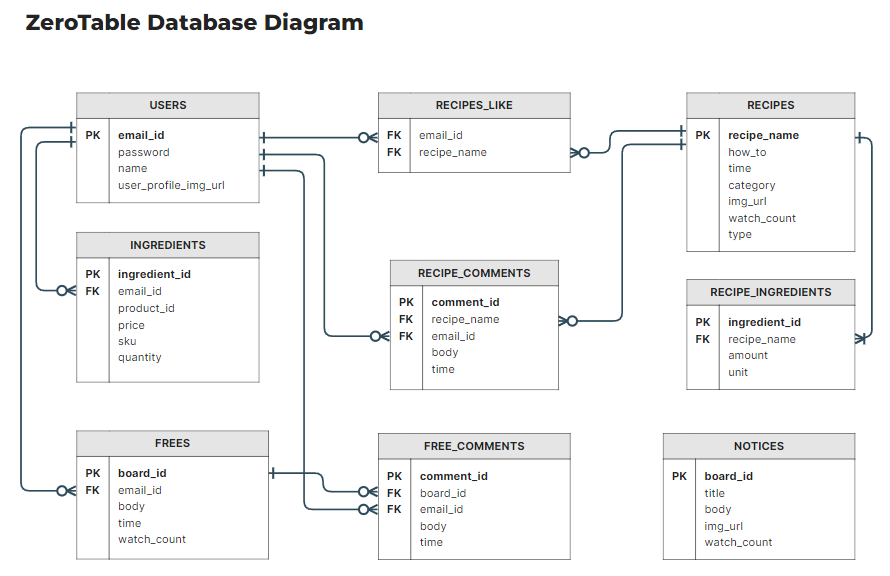 ZeroTable Database Diagram
USERS
PK email_id
password
name
user_profile_img_url
RECIPES_LIKE
FK email_id
FK recipe_name
RECIPES
PK recipe_name
how_to
time
category
img_url
watch_count
type
INGREDIENTS
PK ingredient_id
FK email_id
product_id
price
sku
quantity
RECIPE_COMMENTS
PK comment_id
FK recipe_name
FK email_id
body
time
RECIPE_INGREDIENTS
PK ingredient_id
FK recipe_name
amount
unit
FREES
PK board_id
FK email_id
body
time
watch_count
FREE_COMMENTS
PK comment_id
FK board_id
FK email_id
body
time
NOTICES
PK board_id
title
body
img_url
watch_count